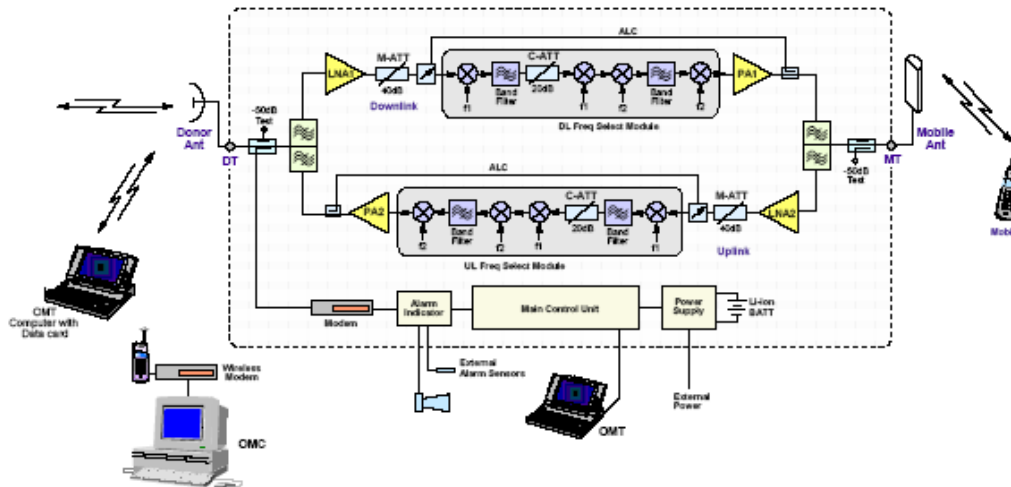 ALC
M-ATT
C-ATT
LNA1
PA1
40dB
20dB
Downlink
f1
Band
Filter
f1
f2
Band
Filter
f2
DL Freq Select Module
-50dB
Test
Donor
Ant
DT
MT
Mobile
Ant
-50dB
Test
ALC
C-ATT
M-ATT
PA2
LNA2
20dB
40dB
f2
Band
Filter
f2
f1
Band
Filter
f1
Uplink
UL Freq Select Module
OMT
Computer with
Data card
Modem
Alarm
Indicator
Main Control Unit
Power
Supply
Li-ion
BATT
External
Alarm Sensors
External
Power
Wireless
Modem
OMC
OMT